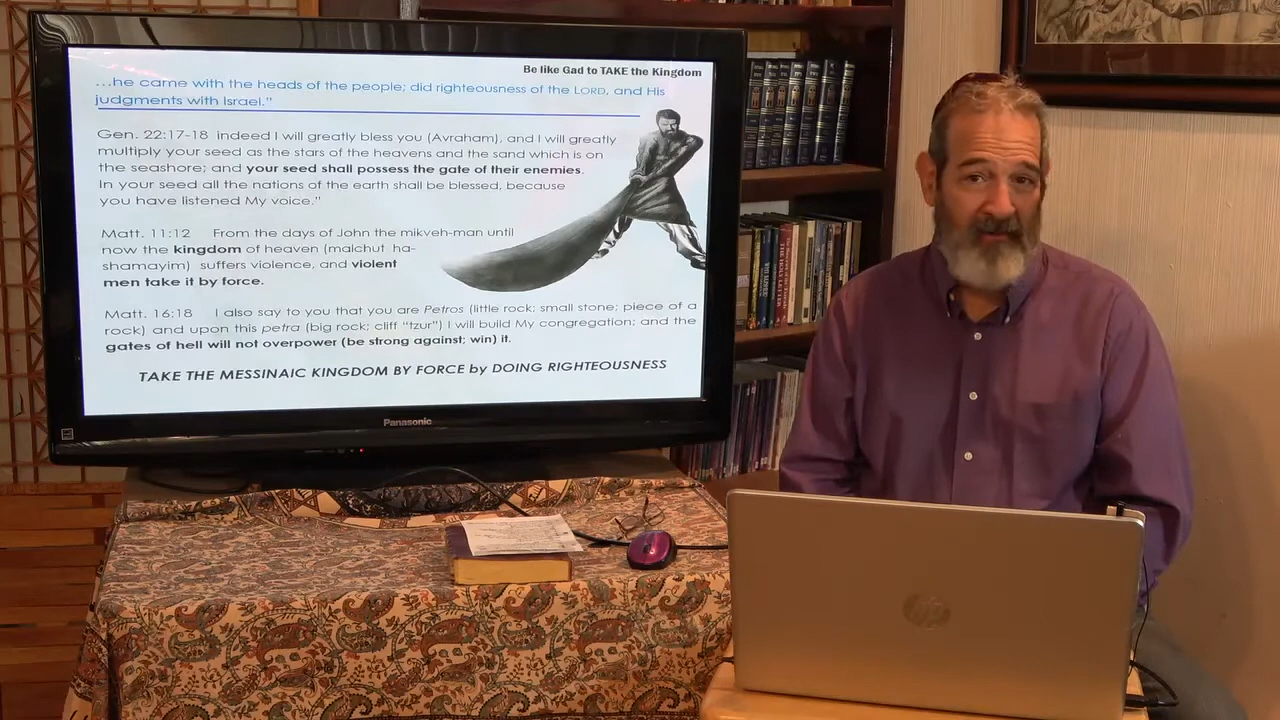 Be like Gad to TAKE the Kingdom
…he came with the heads of the people; did righteousness of the LORD, and His
judgments with Israel.”
Gen. 22:17-18 indeed I will greatly bless you (Avraham), and I will greatly
multiply your seed as the stars of the heavens and the sand which is on
the seashore; and your seed shall possess the gate of their enemies.
In your seed all the nations of the earth shall be blessed, because
you have listened My voice.”
Matt. 11:12 From the days of John the mikveh-man until
now the kingdom of heaven (malchut ha-
shamayim) suffers violence, and violent
men take it by force.
Matt. 16:18 I also say to you that you are Petros (little rock; small stone; piece of a
rock) and upon this petra (big rock; cliff “tzur”) I will build My congregation; and the
gates of hell will not overpower (be strong against; win) it.
TAKE THE MESSINAIC KINGDOM BY FORCE by DOING RIGHTEOUSNESS
Panasonic
hp